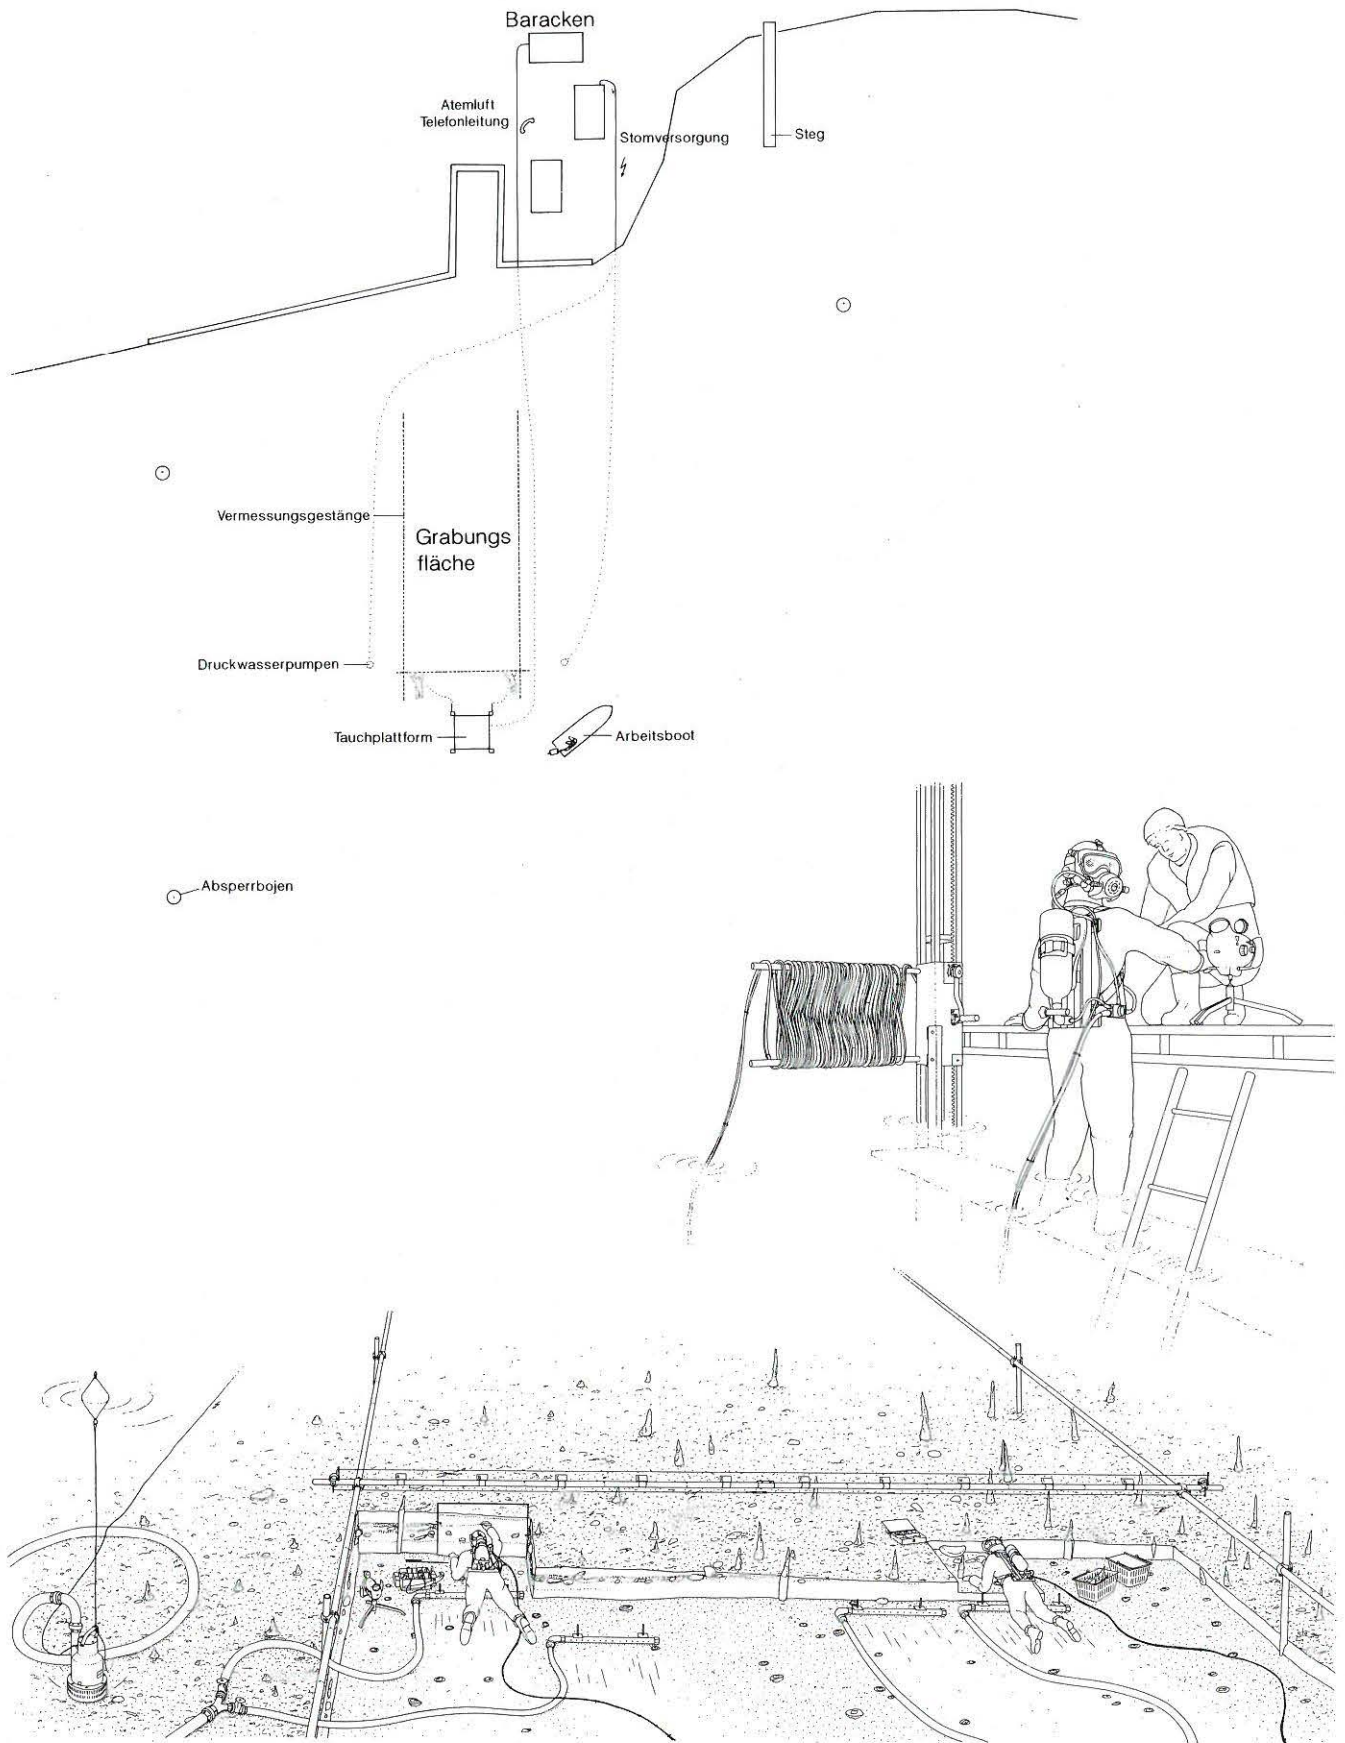 Baracken
Atemluft
Telefonleitung
Stomversorgung
Steg
Vermessungsgestänge
Grabungs
fläche
Druckwasserpumpen
Tauchplattform
Arbeitsboot
Absperrbojen